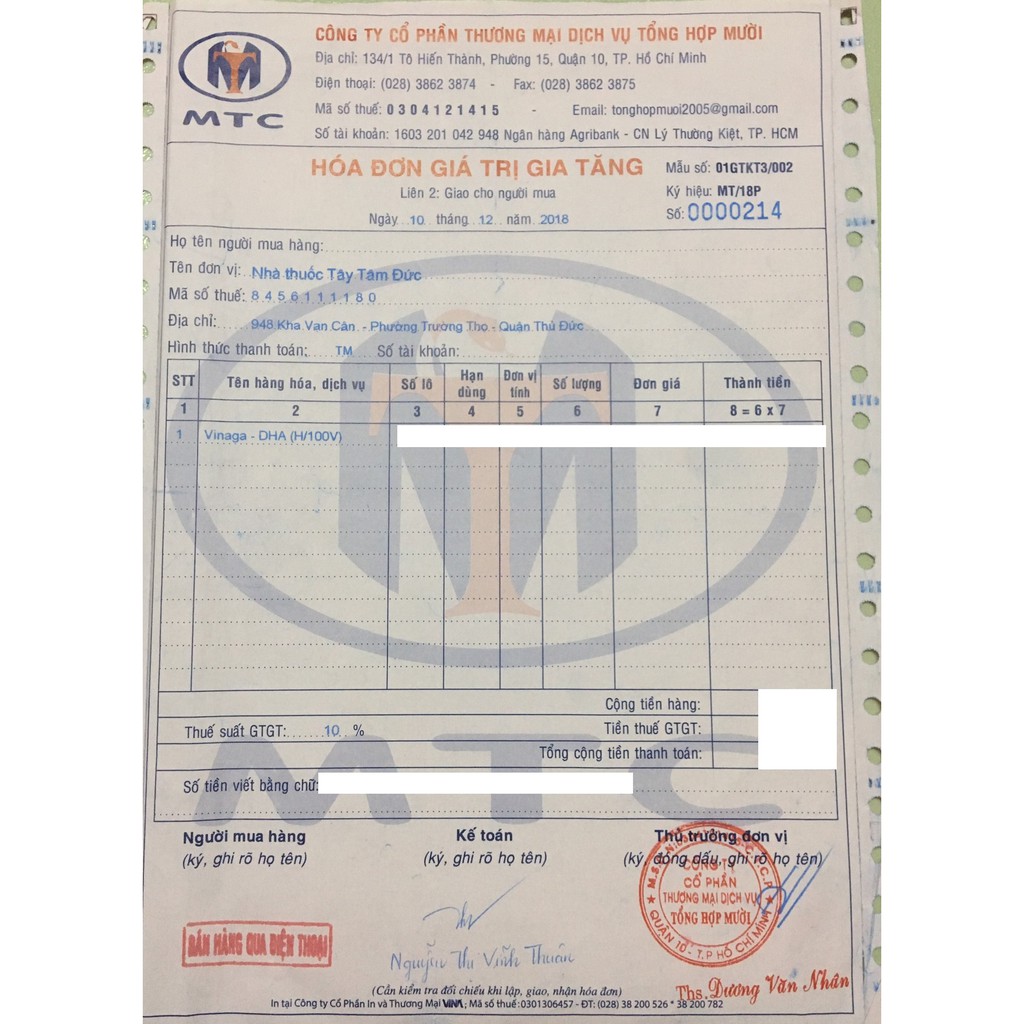 CÔNG TY CỔ PHẦN THƯƠNG MẠI DỊCH VỤ TỔNG HỢP MƯỜI
Địa chỉ: 134/1 Tô Hiến Thành, Phường 15, Quận 10, TP. Hồ Chí Minh
Điện thoại: (028) 3862 3874 - Fax: (028) 3862 3875
MTC
Mã số thuế: 0304121415 - Email: tonghopmuoi2005@gmail.com
Số tài khoản: 1603 201 042 948 Ngân hàng Agribank - CN Lý Thường Kiệt, TP. HCM
HÓA ĐƠN GIÁ TRỊ GIA TĂNG
Mẫu số: 01GTKT3/002
Liên 2: Giao cho người mua
Ký hiệu: MT/18P
Ngày 10 tháng 12 năm 2018
Số: 0000214
Họ tên người mua hàng:
Tên đơn vị: Nhà thuốc Tây Tâm Đức
Mã số thuế: 8456111180
Địa chỉ: 948 Kha Van Cân - Phường Trường Thọ - Quận Thủ Đức
Hình thức thanh toán: TM Số tài khoản:
STT Tên hàng hóa, dịch vụ Số lô Hạn dùng Đơn vị tính Số lượng Đơn giá Thành tiền
1 2 3 4 5 6 7 8 = 6 x 7
1 Vinaga - DHA (H/100V)
Cộng tiền hàng:
Thuế suất GTGT: 10 % Tiền thuế GTGT:
Tổng cộng tiền thanh toán:
MTC
Số tiền viết bằng chữ:
Người mua hàng Kế toán Thủ trưởng đơn vị
(ký, ghi rõ họ tên) (ký, ghi rõ họ tên) (ký, đóng dấu, ghi rõ họ tên)
CÔNG TY
CỔ PHẦN
THƯƠNG MẠI DỊCH VỤ
TỔNG HỢP MƯỜI
QUẬN 10 - T.P HỒ CHÍ MINH
BÁN HÀNG QUA ĐIỆN THOẠI
Nguyễn Thị Vĩnh Thuân
Ths. Dương Văn Nhân
(Cần kiểm tra đối chiếu khi lập, giao, nhận hóa đơn)
In tại Công ty Cổ Phần In và Thương Mại VINA; Mã số thuế: 0301306457 - ĐT: (028) 38 200 526 * 38 200 782